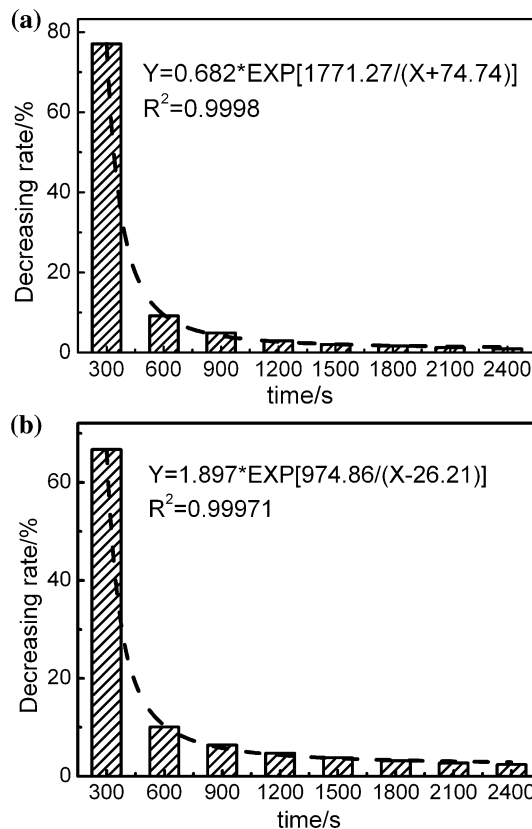 (a)
80
60
40
20
0
Decreasing rate/%
Y=0.682*EXP[1771.27/(X+74.74)]
R²=0.9998
300 600 900 1200 1500 1800 2100 2400
time/s
(b)
60
40
20
0
Decreasing rate/%
Y=1.897*EXP[974.86/(X-26.21)]
R²=0.99971
300 600 900 1200 1500 1800 2100 2400
time/s